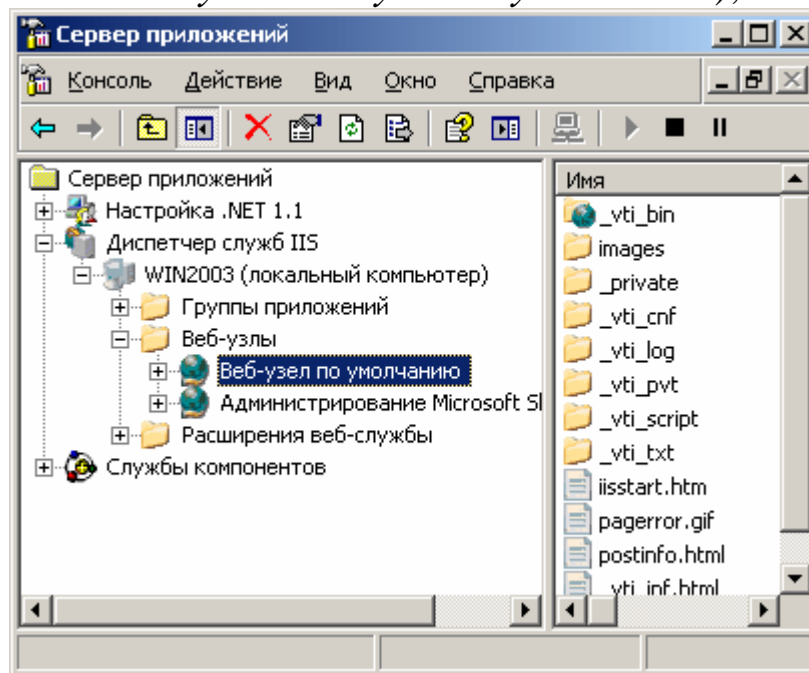 Сервер приложений
Консоль Действие Вид Окно Справка
Сервер приложений
Настройка .NET 1.1
Диспетчер служб IIS
WIN2003 (локальный компьютер)
Группы приложений
Веб-узлы
Веб-узел по умолчанию
Администрирование Microsoft
Расширения веб-службы
Службы компонентов
Имя
_vti_bin
images
_private
_vti_cnf
_vti_log
_vti_pvt
_vti_script
_vti_txt
iisstart.htm
pagerror.gif
postinfo.html
_vti_inf.html